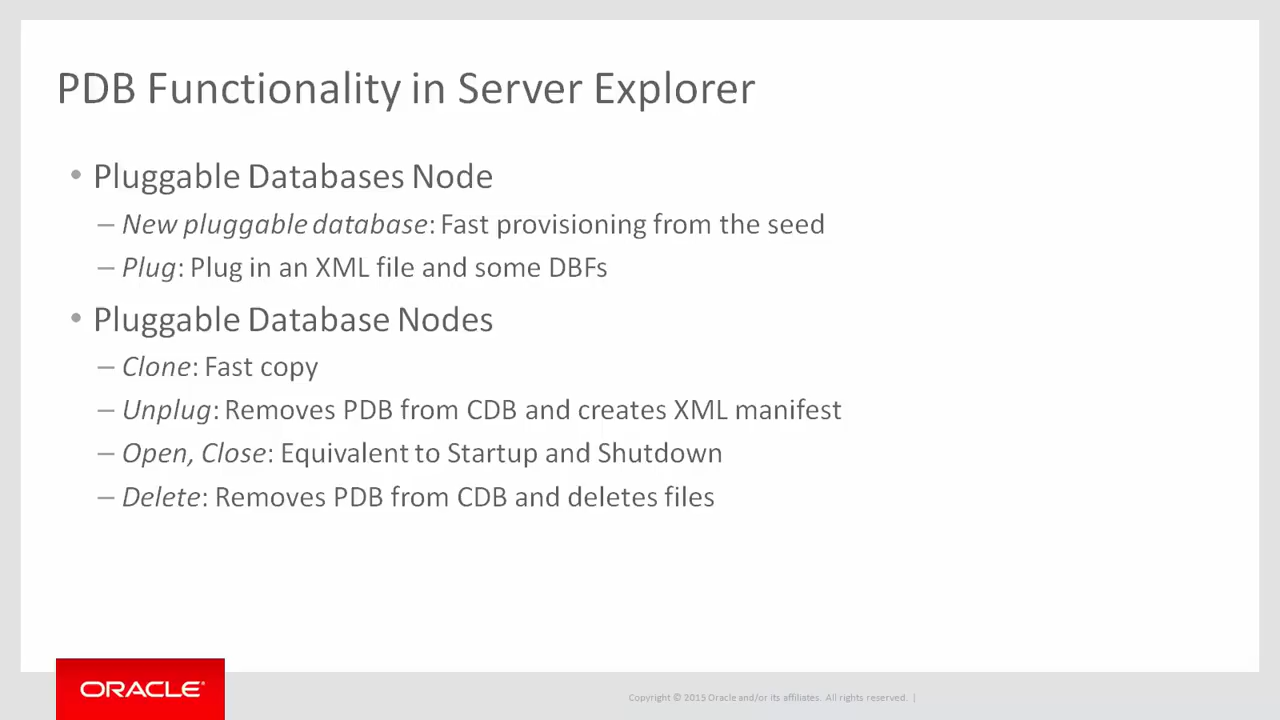 PDB Functionality in Server Explorer
• Pluggable Databases Node
– New pluggable database: Fast provisioning from the seed
– Plug: Plug in an XML file and some DBFs
• Pluggable Database Nodes
– Clone: Fast copy
– Unplug: Removes PDB from CDB and creates XML manifest
– Open, Close: Equivalent to Startup and Shutdown
– Delete: Removes PDB from CDB and deletes files
ORACLE®
Copyright © 2015 Oracle and/or its affiliates. All rights reserved. |